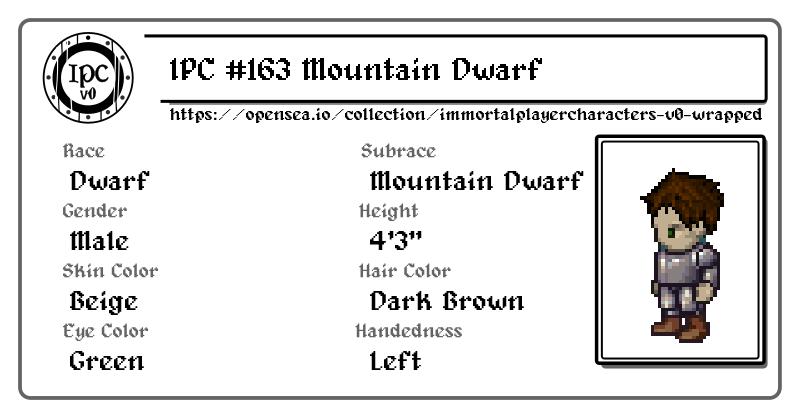 IPC v0
1PC #163 Mountain Dwarf
https://opensea.io/collection/immortalplayercharacters-v0-wrapped
Race
Dwarf
Subrace
Mountain Dwarf
Gender
Male
Height
4'3"
Skin Color
Beige
Hair Color
Dark Brown
Eye Color
Green
Handedness
Left